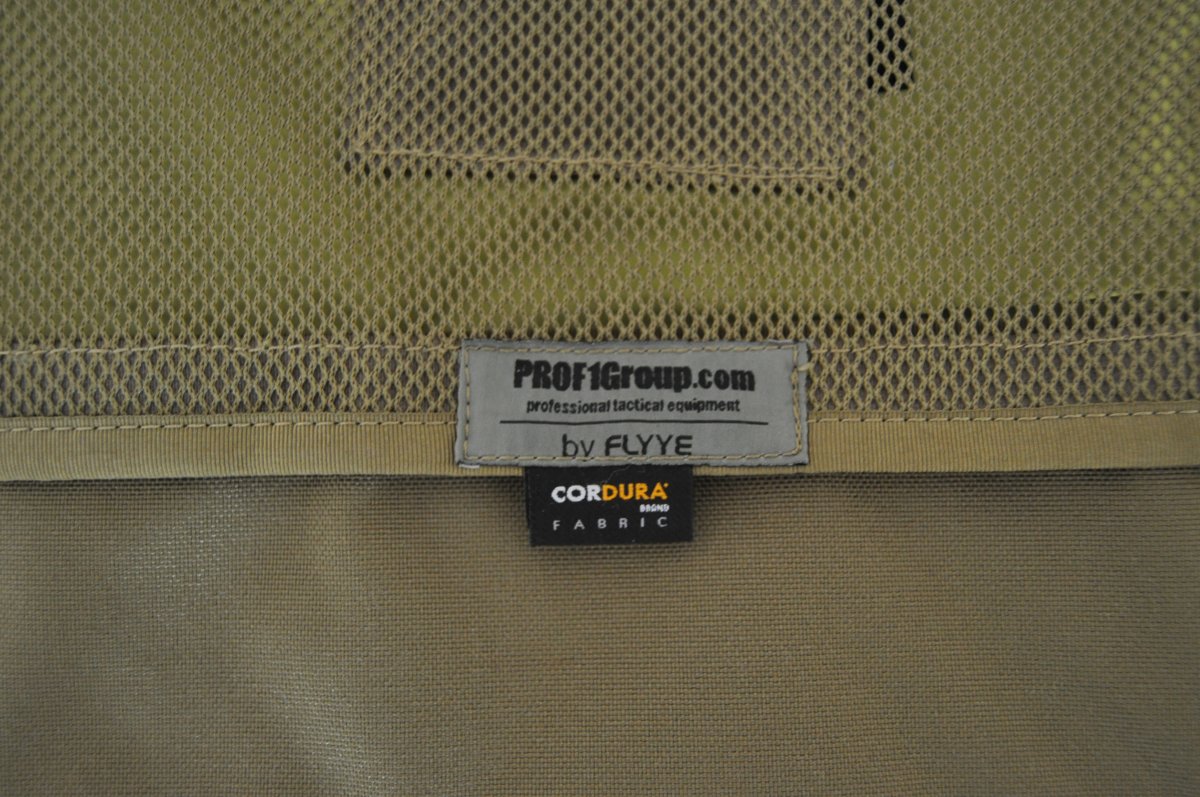 PROF1Group.com
professional tactical equipment
by FLYYE
CORDURA®
BRAND
FABRIC